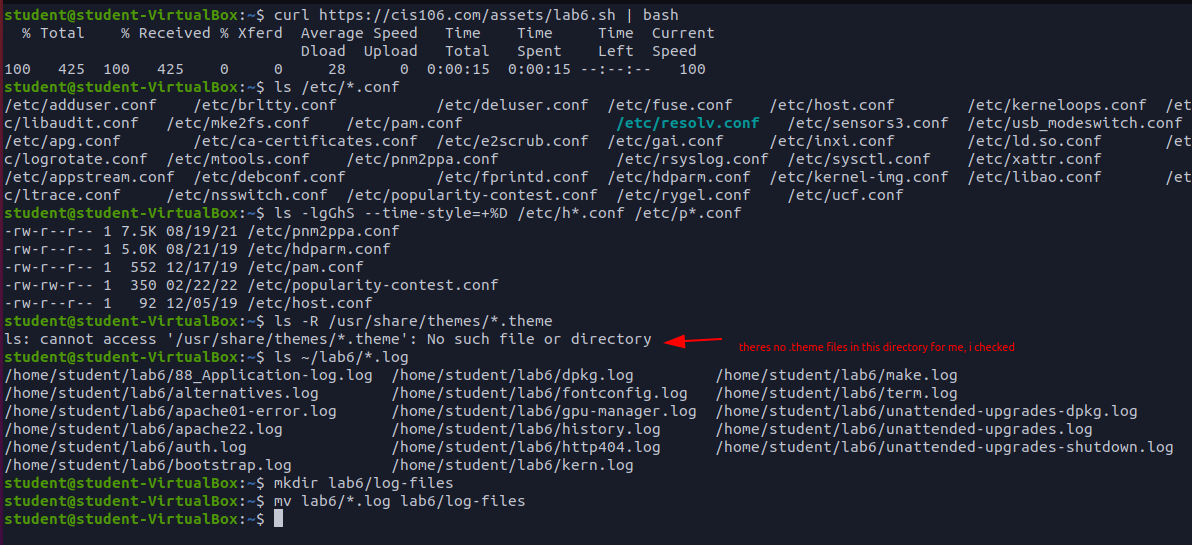 student@student-VirtualBox:~$ curl https://cis106.com/assets/lab6.sh | bash
  % Total    % Received % Xferd  Average Speed   Time    Time     Time  Current
                                 Dload  Upload   Total   Spent    Left  Speed
100   425  100   425    0     0     28      0  0:00:15  0:00:15 --:--:--   100
student@student-VirtualBox:~$ ls /etc/*.conf
/etc/adduser.conf    /etc/brltty.conf           /etc/deluser.conf  /etc/fuse.conf    /etc/host.conf        /etc/kerneloops.conf  /et
c/libaudit.conf   /etc/mke2fs.conf    /etc/pam.conf                 /etc/resolv.conf   /etc/sensors3.conf  /etc/usb_modeswitch.conf
/etc/apg.conf        /etc/ca-certificates.conf  /etc/e2scrub.conf  /etc/gai.conf     /etc/inxi.conf        /etc/ld.so.conf       /et
c/logrotate.conf  /etc/mtools.conf    /etc/pnm2ppa.conf             /etc/rsyslog.conf  /etc/sysctl.conf    /etc/xattr.conf
/etc/appstream.conf  /etc/debconf.conf          /etc/fprintd.conf  /etc/hdparm.conf  /etc/kernel-img.conf  /etc/libao.conf       /et
c/ltrace.conf     /etc/nsswitch.conf  /etc/popularity-contest.conf  /etc/rygel.conf    /etc/ucf.conf
student@student-VirtualBox:~$ ls -lgGhS --time-style=+%D /etc/h*.conf /etc/p*.conf
-rw-r--r-- 1 7.5K 08/19/21 /etc/pnm2ppa.conf
-rw-r--r-- 1 5.0K 08/21/19 /etc/hdparm.conf
-rw-r--r-- 1  552 12/17/19 /etc/pam.conf
-rw-rw-r-- 1  350 02/22/22 /etc/popularity-contest.conf
-rw-r--r-- 1   92 12/05/19 /etc/host.conf
student@student-VirtualBox:~$ ls -R /usr/share/themes/*.theme
ls: cannot access '/usr/share/themes/*.theme': No such file or directory
theres no .theme files in this directory for me, i checked
student@student-VirtualBox:~$ ls ~/lab6/*.log
/home/student/lab6/88_Application-log.log  /home/student/lab6/dpkg.log         /home/student/lab6/make.log
/home/student/lab6/alternatives.log        /home/student/lab6/fontconfig.log   /home/student/lab6/term.log
/home/student/lab6/apache01-error.log      /home/student/lab6/gpu-manager.log  /home/student/lab6/unattended-upgrades-dpkg.log
/home/student/lab6/apache22.log            /home/student/lab6/history.log      /home/student/lab6/unattended-upgrades.log
/home/student/lab6/auth.log                /home/student/lab6/http404.log      /home/student/lab6/unattended-upgrades-shutdown.log
/home/student/lab6/bootstrap.log           /home/student/lab6/kern.log
student@student-VirtualBox:~$ mkdir lab6/log-files
student@student-VirtualBox:~$ mv lab6/*.log lab6/log-files
student@student-VirtualBox:~$